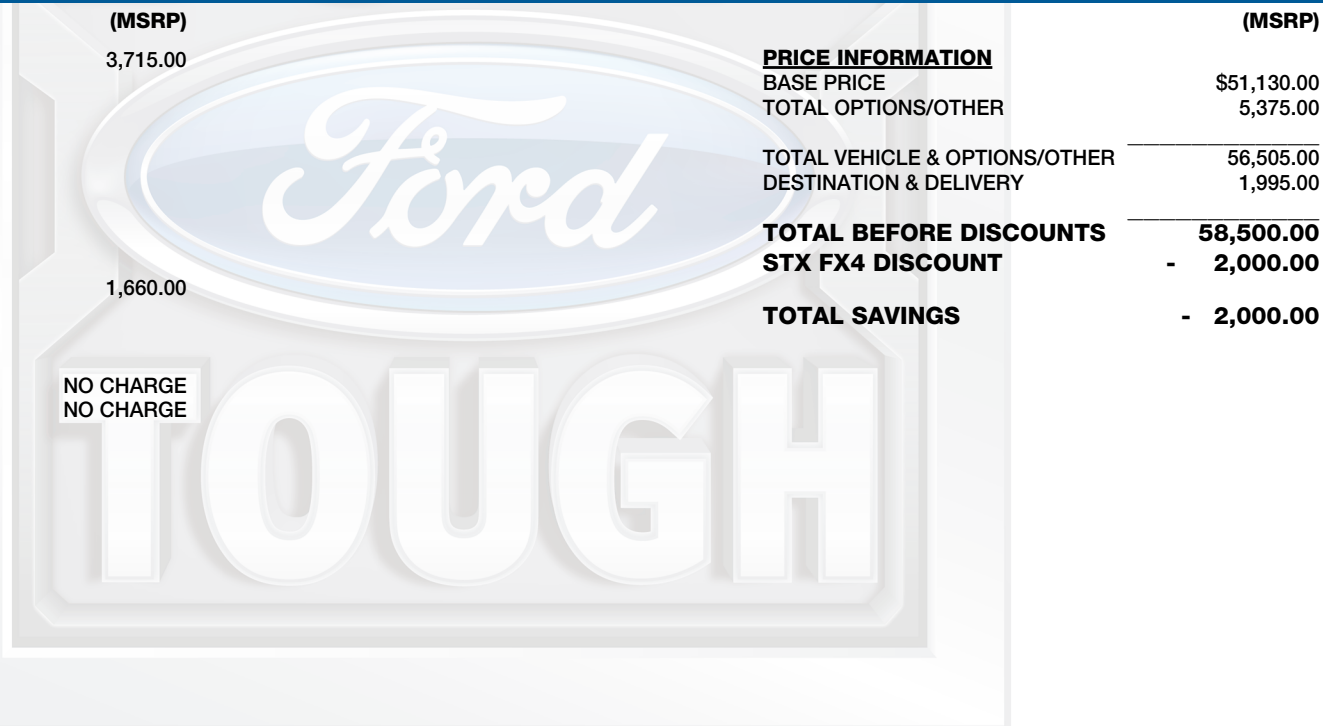 (MSRP)
3,715.00
1,660.00
NO CHARGE
NO CHARGE
Ford
TOUGH
(MSRP)
PRICE INFORMATION
BASE PRICE $51,130.00
TOTAL OPTIONS/OTHER 5,375.00
TOTAL VEHICLE & OPTIONS/OTHER 56,505.00
DESTINATION & DELIVERY 1,995.00
TOTAL BEFORE DISCOUNTS 58,500.00
STX FX4 DISCOUNT - 2,000.00
TOTAL SAVINGS - 2,000.00